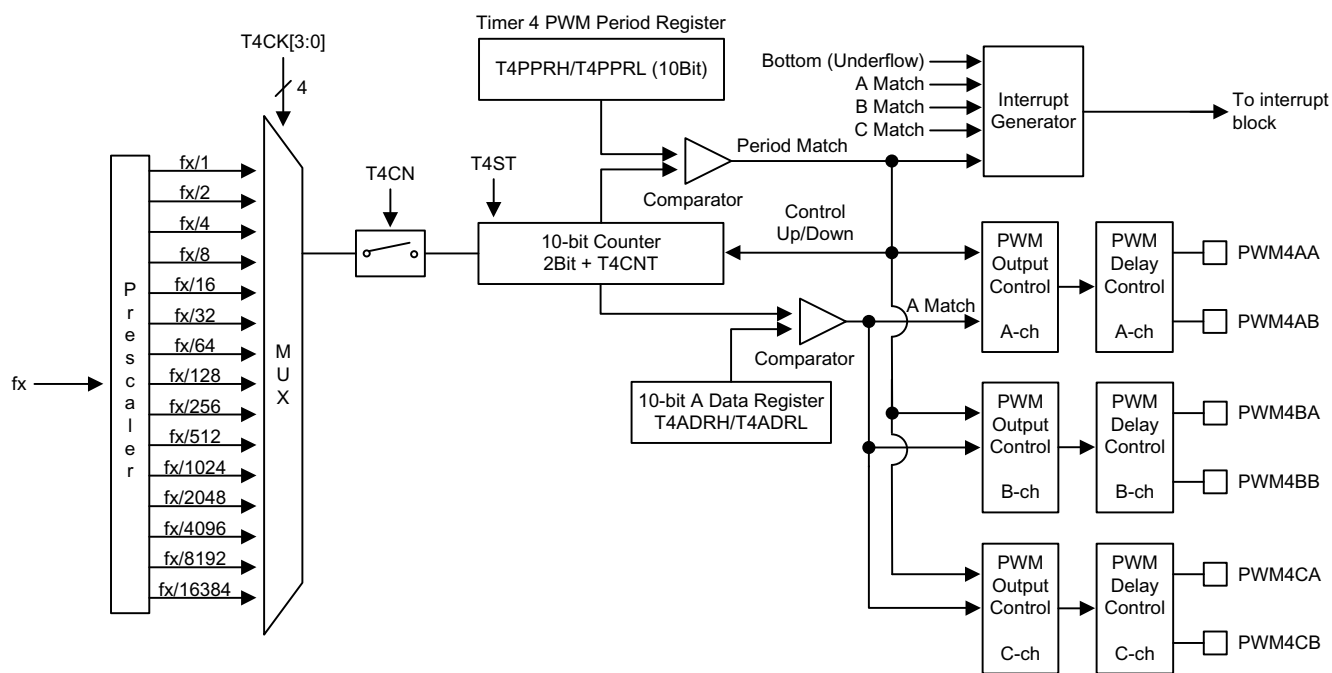 Timer 4 PWM Period Register
T4PPRH/T4PPRL (10Bit)
T4CK[3:0]
4
Bottom (Underflow)
A Match
B Match
C Match
Interrupt
Generator
To interrupt
block
Period Match
Comparator
T4CN
T4ST
10-bit Counter
2Bit + T4CNT
Control
Up/Down
fx
Prescaler
fx/1
fx/2
fx/4
fx/8
fx/16
fx/32
fx/64
fx/128
fx/256
fx/512
fx/1024
fx/2048
fx/4096
fx/8192
fx/16384
MUX
A Match
Comparator
10-bit A Data Register
T4ADRH/T4ADRL
PWM
Output
Control
A-ch
PWM
Delay
Control
A-ch
PWM4AA
PWM4AB
PWM
Output
Control
B-ch
PWM
Delay
Control
B-ch
PWM4BA
PWM4BB
PWM
Output
Control
C-ch
PWM
Delay
Control
C-ch
PWM4CA
PWM4CB